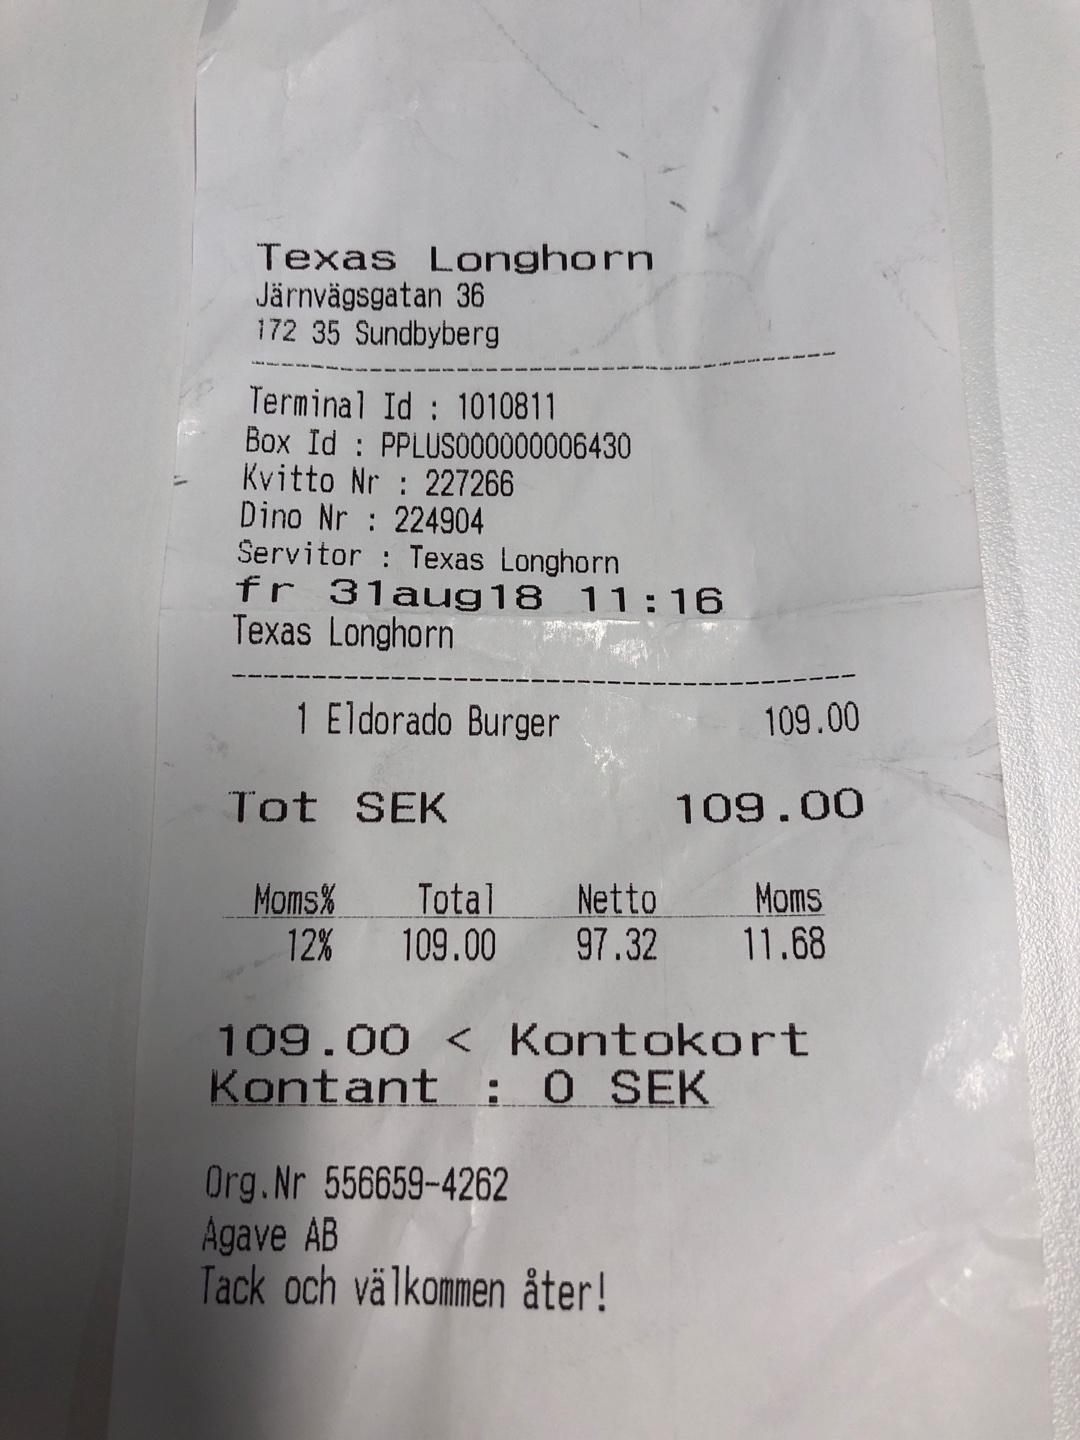 Texas Longhorn
Järnvägsgatan 36
172 35 Sundbyberg
Terminal Id : 1010811
Box Id : PPLUS000000006430
Kvitto Nr : 227266
Dino Nr : 224904
Servitor : Texas Longhorn
fr 31aug18 11:16
Texas Longhorn
1 Eldorado Burger 109.00
Tot SEK 109.00
Moms% Total Netto Moms
12% 109.00 97.32 11.68
109.00 < Kontokort
Kontant : 0 SEK
Org.Nr 556659-4262
Agave AB
Tack och välkommen åter!